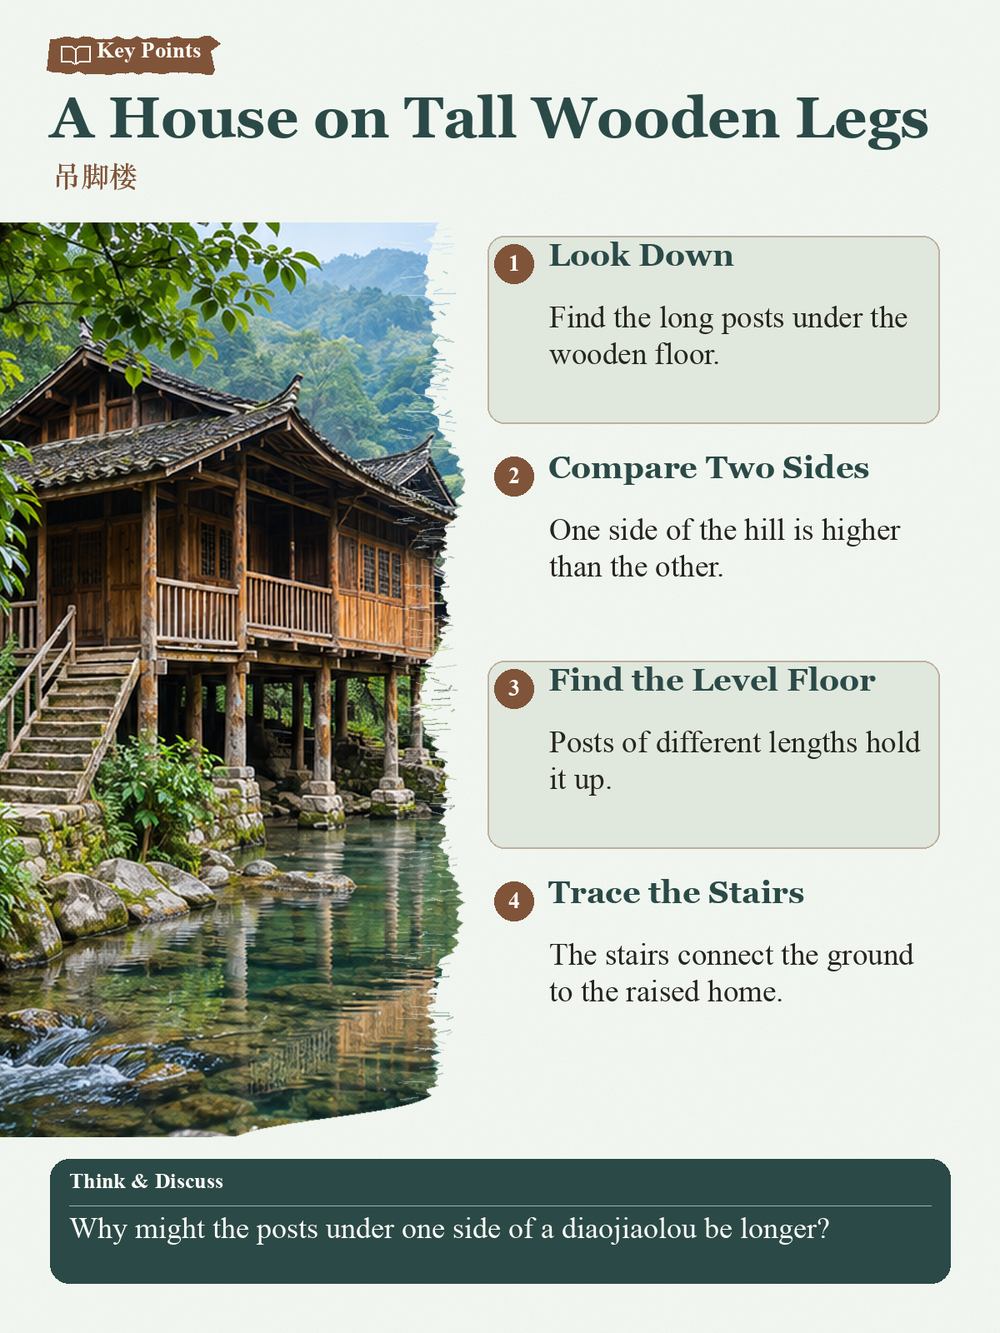 Key Points
A House on Tall Wooden Legs
吊脚楼
1 Look Down
Find the long posts under the
wooden floor.
2 Compare Two Sides
One side of the hill is higher
than the other.
3 Find the Level Floor
Posts of different lengths hold
it up.
4 Trace the Stairs
The stairs connect the ground
to the raised home.
Think & Discuss
Why might the posts under one side of a diaojiaolou be longer?